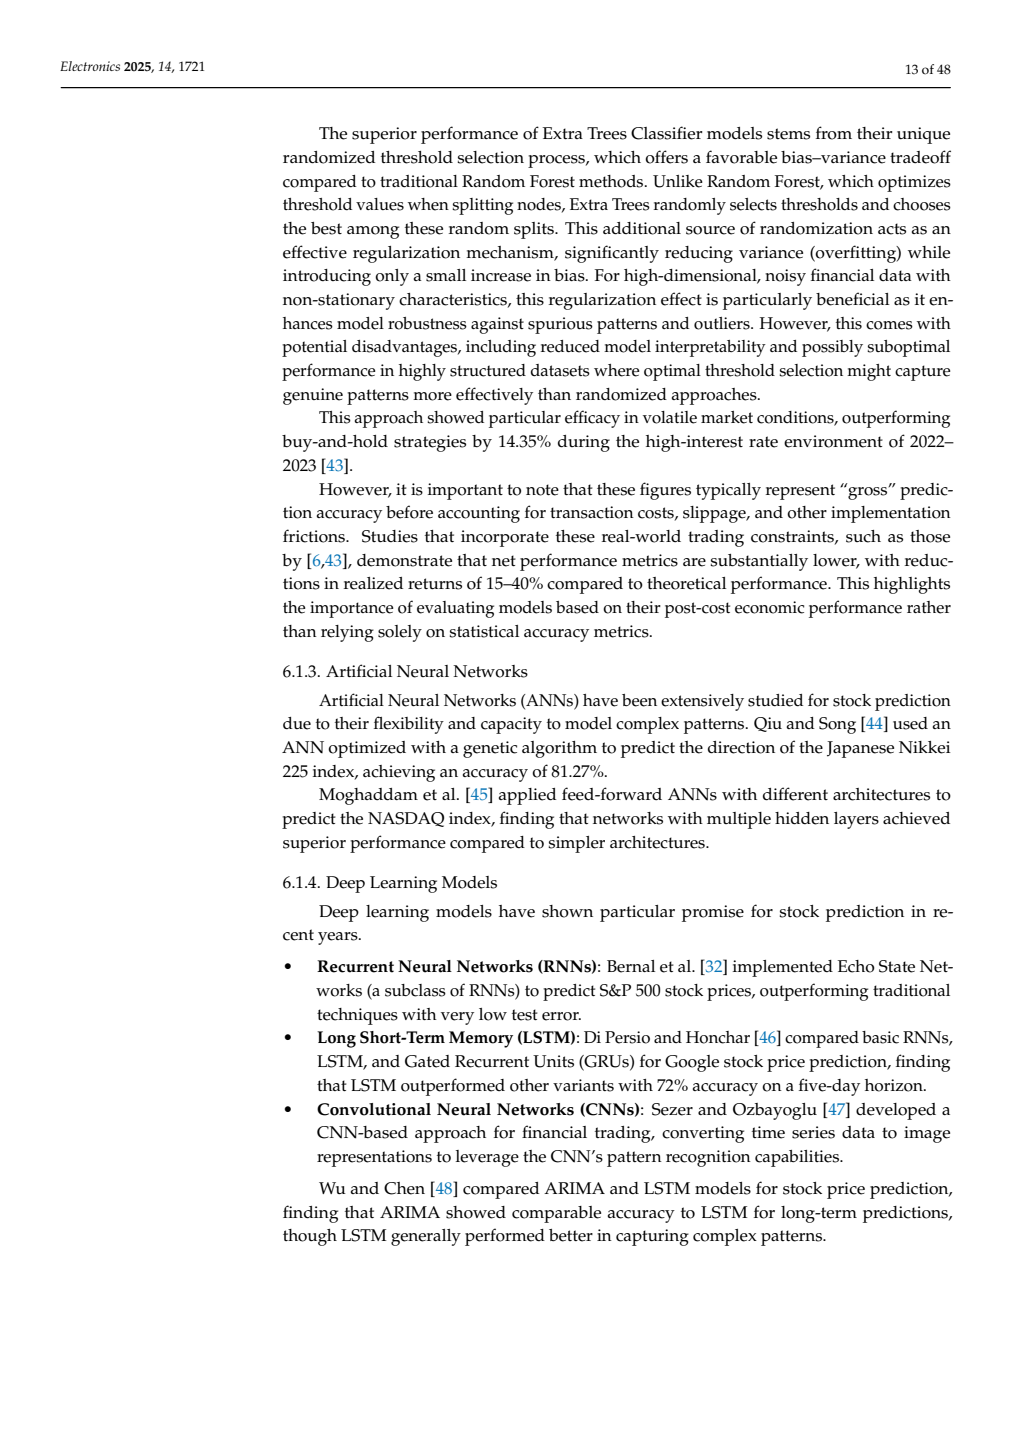 Electronics 2025, 14, 1721
13 of 48
The superior performance of Extra Trees Classifier models stems from their unique
randomized threshold selection process, which offers a favorable bias–variance tradeoff
compared to traditional Random Forest methods. Unlike Random Forest, which optimizes
threshold values when splitting nodes, Extra Trees randomly selects thresholds and chooses
the best among these random splits. This additional source of randomization acts as an
effective regularization mechanism, significantly reducing variance (overfitting) while
introducing only a small increase in bias. For high-dimensional, noisy financial data with
non-stationary characteristics, this regularization effect is particularly beneficial as it en-
hances model robustness against spurious patterns and outliers. However, this comes with
potential disadvantages, including reduced model interpretability and possibly suboptimal
performance in highly structured datasets where optimal threshold selection might capture
genuine patterns more effectively than randomized approaches.
This approach showed particular efficacy in volatile market conditions, outperforming
buy-and-hold strategies by 14.35% during the high-interest rate environment of 2022–
2023 [43].
However, it is important to note that these figures typically represent “gross” predic-
tion accuracy before accounting for transaction costs, slippage, and other implementation
frictions. Studies that incorporate these real-world trading constraints, such as those
by [6,43], demonstrate that net performance metrics are substantially lower, with reduc-
tions in realized returns of 15–40% compared to theoretical performance. This highlights
the importance of evaluating models based on their post-cost economic performance rather
than relying solely on statistical accuracy metrics.
6.1.3. Artificial Neural Networks
Artificial Neural Networks (ANNs) have been extensively studied for stock prediction
due to their flexibility and capacity to model complex patterns. Qiu and Song [44] used an
ANN optimized with a genetic algorithm to predict the direction of the Japanese Nikkei
225 index, achieving an accuracy of 81.27%.
Moghaddam et al. [45] applied feed-forward ANNs with different architectures to
predict the NASDAQ index, finding that networks with multiple hidden layers achieved
superior performance compared to simpler architectures.
6.1.4. Deep Learning Models
Deep learning models have shown particular promise for stock prediction in re-
cent years.
• Recurrent Neural Networks (RNNs): Bernal et al. [32] implemented Echo State Net-
works (a subclass of RNNs) to predict S&P 500 stock prices, outperforming traditional
techniques with very low test error.
• Long Short-Term Memory (LSTM): Di Persio and Honchar [46] compared basic RNNs,
LSTM, and Gated Recurrent Units (GRUs) for Google stock price prediction, finding
that LSTM outperformed other variants with 72% accuracy on a five-day horizon.
• Convolutional Neural Networks (CNNs): Sezer and Ozbayoglu [47] developed a
CNN-based approach for financial trading, converting time series data to image
representations to leverage the CNN’s pattern recognition capabilities.
Wu and Chen [48] compared ARIMA and LSTM models for stock price prediction,
finding that ARIMA showed comparable accuracy to LSTM for long-term predictions,
though LSTM generally performed better in capturing complex patterns.